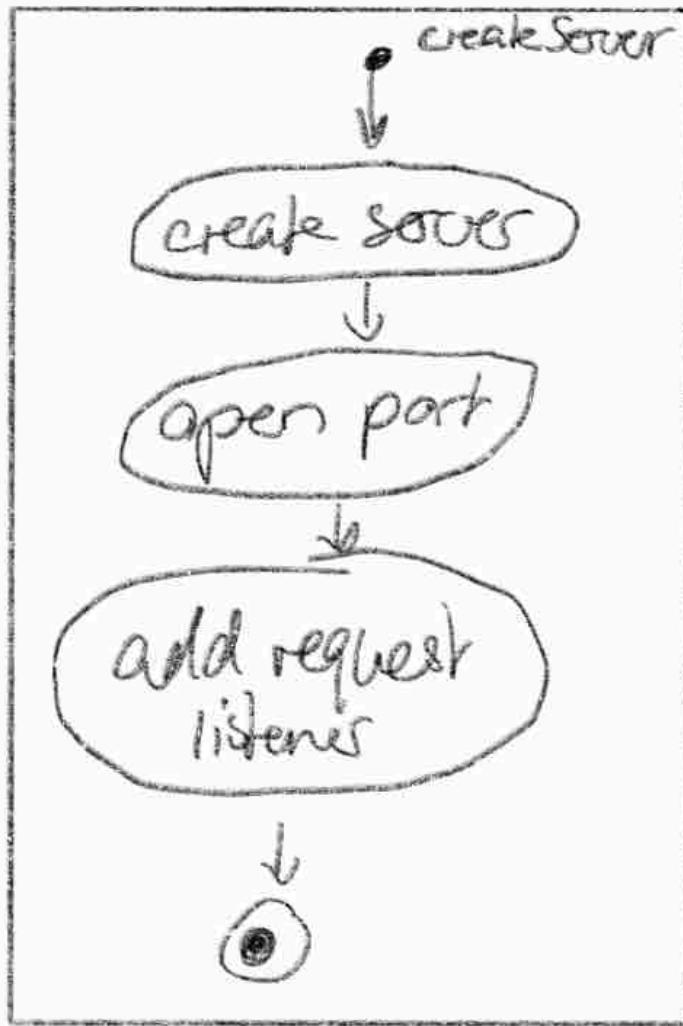 createServer
create server
open port
add request
listener